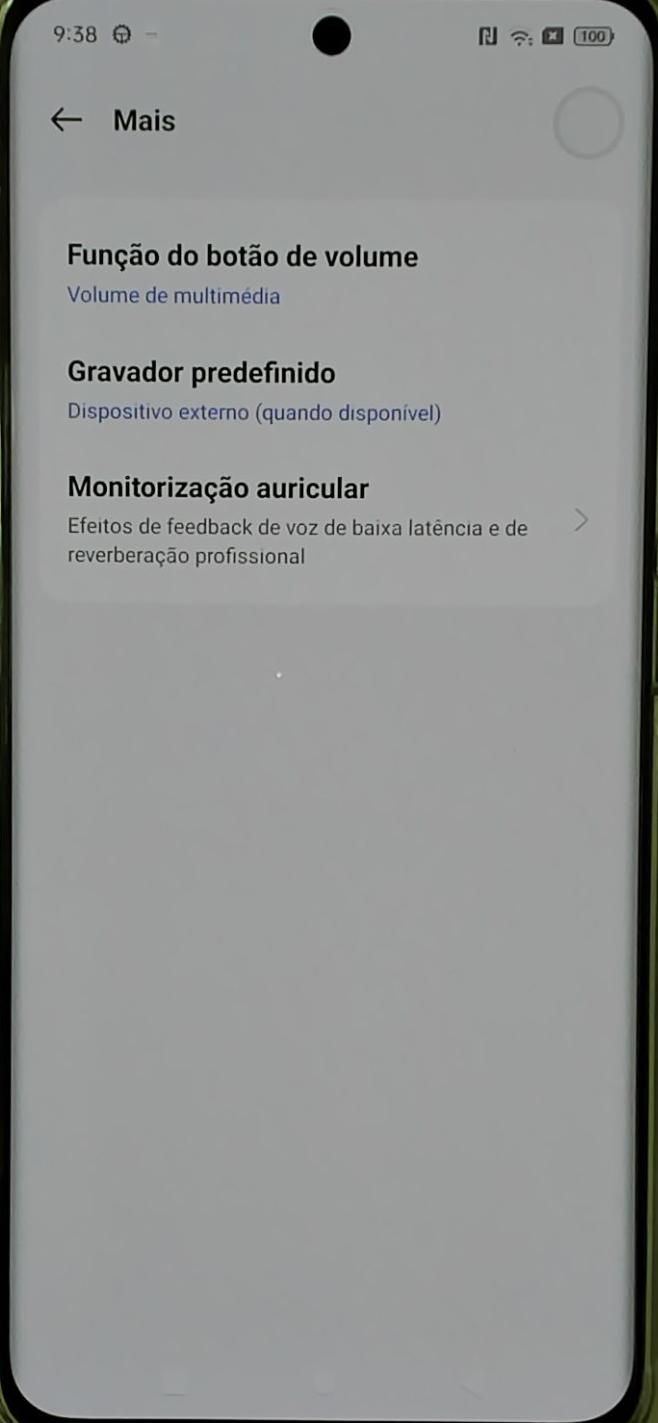 9:38
100
Mais
Função do botão de volume
Volume de multimédia
Gravador predefinido
Dispositivo externo (quando disponível)
Monitorização auricular
Efeitos de feedback de voz de baixa latência e de
reverberação profissional